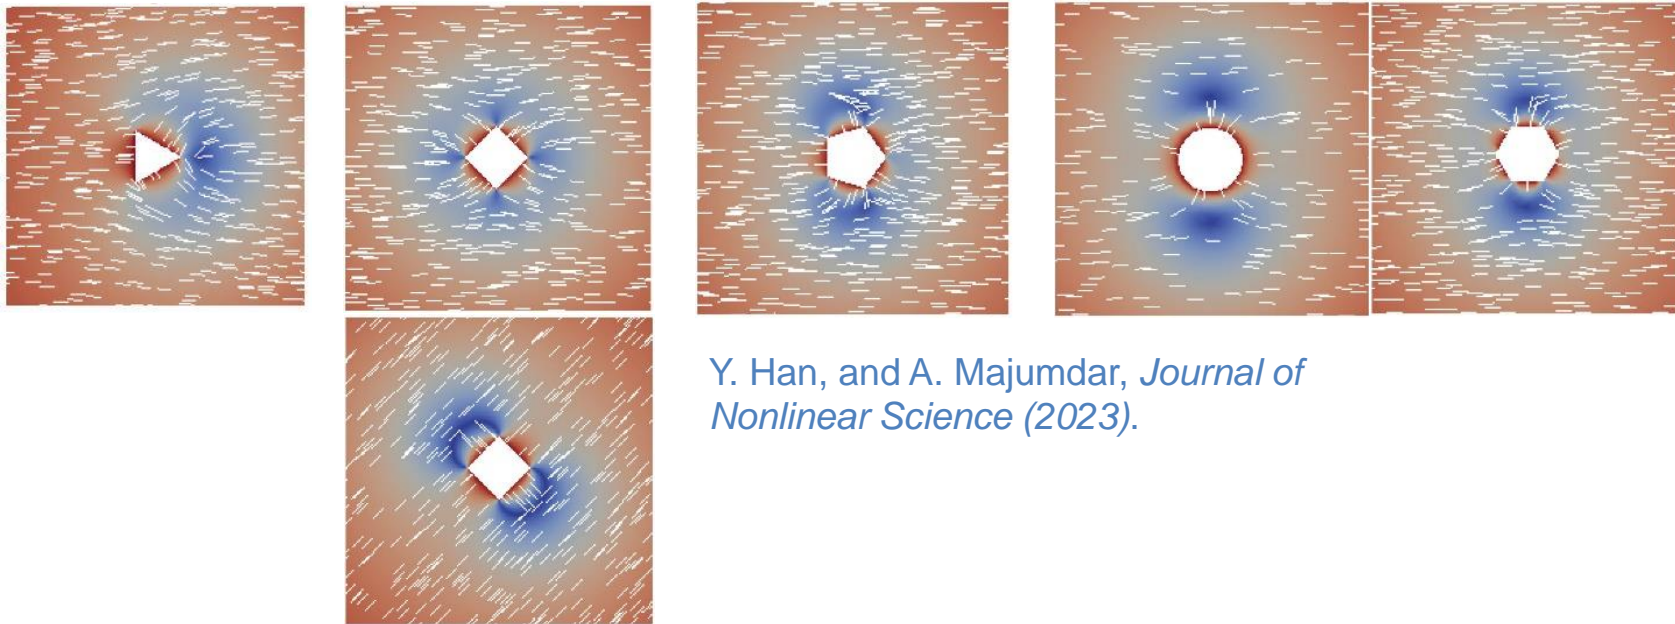 Y. Han, and A. Majumdar, Journal of
Nonlinear Science (2023).